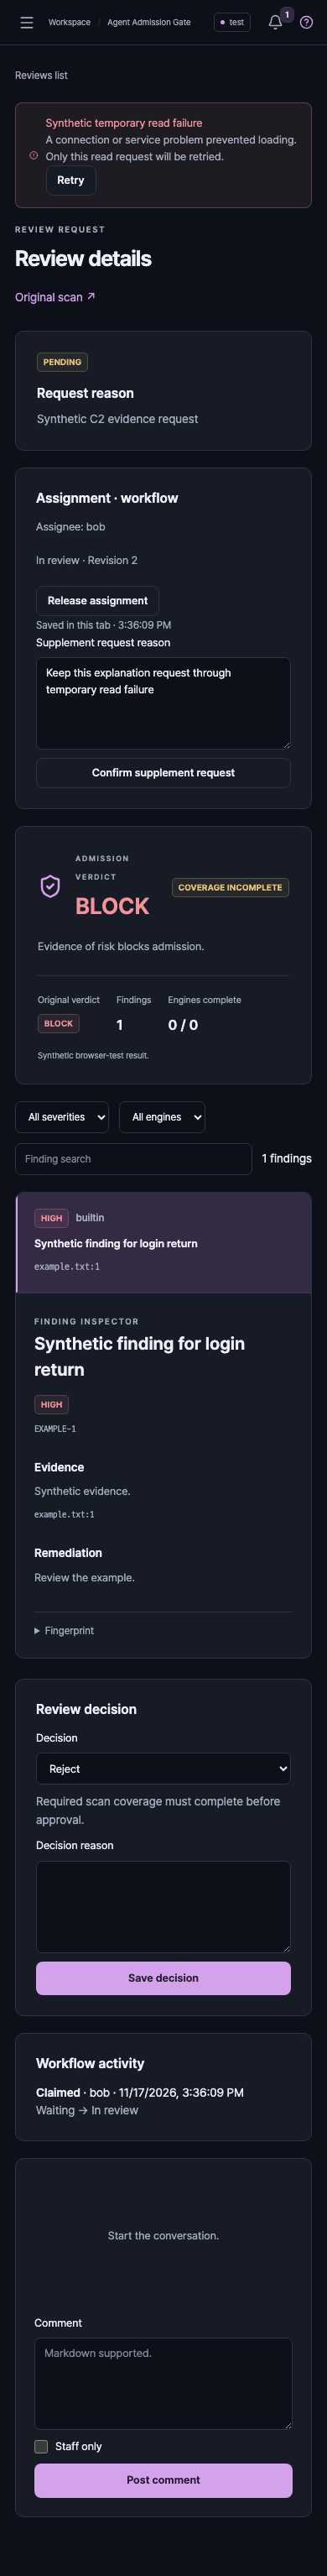 Workspace / Agent Admission Gate
test
1
Reviews list
Synthetic temporary read failure
A connection or service problem prevented loading.
Only this read request will be retried.
Retry
REVIEW REQUEST
Review details
Original scan ↗
PENDING
Request reason
Synthetic C2 evidence request
Assignment · workflow
Assignee: bob
In review · Revision 2
Release assignment
Saved in this tab · 3:36:09 PM
Supplement request reason
Keep this explanation request through
temporary read failure
Confirm supplement request
ADMISSION
VERDICT
BLOCK
COVERAGE INCOMPLETE
Evidence of risk blocks admission.
Original verdict Findings Engines complete
BLOCK 1 0 / 0
Synthetic browser-test result.
All severities All engines
Finding search 1 findings
HIGH builtin
Synthetic finding for login return
example.txt:1
FINDING INSPECTOR
Synthetic finding for login
return
HIGH
EXAMPLE-1
Evidence
Synthetic evidence.
example.txt:1
Remediation
Review the example.
Fingerprint
Review decision
Decision
Reject
Required scan coverage must complete before
approval.
Decision reason
Save decision
Workflow activity
Claimed · bob · 11/17/2026, 3:36:09 PM
Waiting → In review
Start the conversation.
Comment
Markdown supported.
Staff only
Post comment